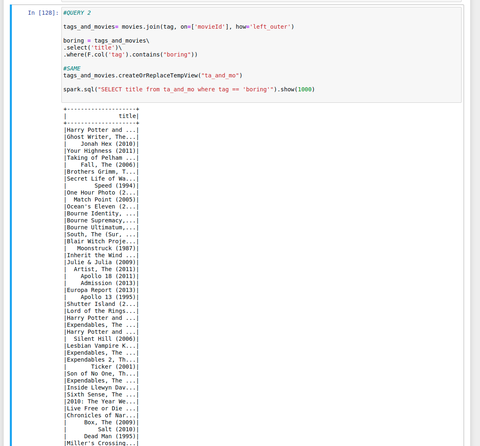 In [128]: #QUERY 2
tags_and_movies= movies.join(tag, on=['movieId'], how='left_outer')
boring = tags_and_movies\
.select('title')\
.where(F.col('tag').contains("boring"))
#SAME
tags_and_movies.createOrReplaceTempView("ta_and_mo")
spark.sql("SELECT title from ta_and_mo where tag == 'boring'").show(1000)
+--------------------+
|               title|
+--------------------+
|Harry Potter and ...|
|Ghost Writer, The...|
|    Jonah Hex (2010)|
|Your Highness (2011)|
|Taking of Pelham ...|
|    Fall, The (2006)|
|Brothers Grimm, T...|
|Secret Life of Wa...|
|        Speed (1994)|
|One Hour Photo (2...|
|  Match Point (2005)|
|Ocean's Eleven (2...|
|Bourne Identity, ...|
|Bourne Supremacy,...|
|Bourne Ultimatum,...|
|South, The (Sur, ...|
|Blair Witch Proje...|
|    Moonstruck (1987)|
|Inherit the Wind ...|
|Julie & Julia (2009)|
|  Artist, The (2011)|
|    Apollo 18 (2011)|
|    Admission (2013)|
|Europa Report (2013)|
|    Apollo 13 (1995)|
|Shutter Island (2...|
|Lord of the Rings...|
|Harry Potter and ...|
|Expendables, The ...|
|Harry Potter and ...|
|  Silent Hill (2006)|
|Lesbian Vampire K...|
|Expendables, The ...|
|Expendables 2, Th...|
|       Ticker (2001)|
|Son of No One, Th...|
|Expendables, The ...|
|Inside Llewyn Dav...|
|Sixth Sense, The ...|
|2010: The Year We...|
|Live Free or Die ...|
|Chronicles of Nar...|
|     Box, The (2009)|
|         Salt (2010)|
|     Dead Man (1995)|
|Miller's Crossing...|